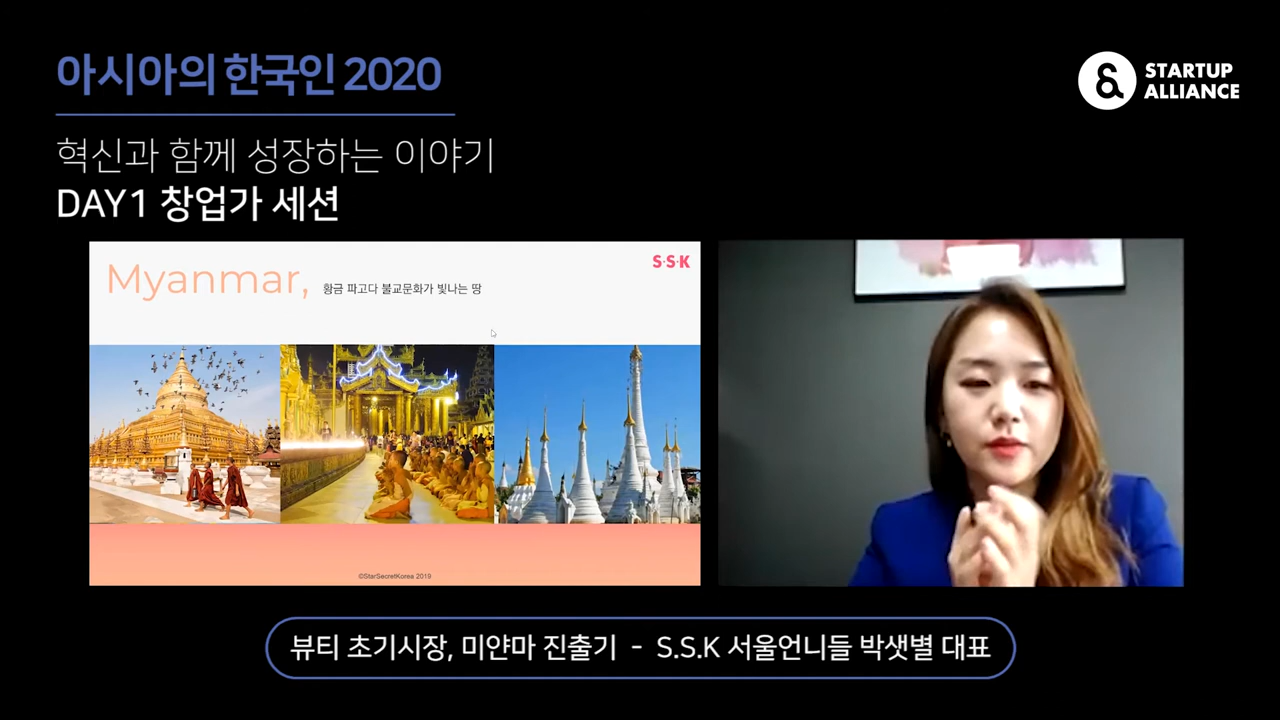 아시아의 한국인 2020
STARTUP
ALLIANCE
혁신과 함께 성장하는 이야기
DAY1 창업가 세션
S·S·K
Myanmar, 황금 파고다 불교문화가 빛나는 땅
©StarSecretKorea 2019
뷰티 초기시장, 미얀마 진출기 - S.S.K 서울언니들 박샛별 대표